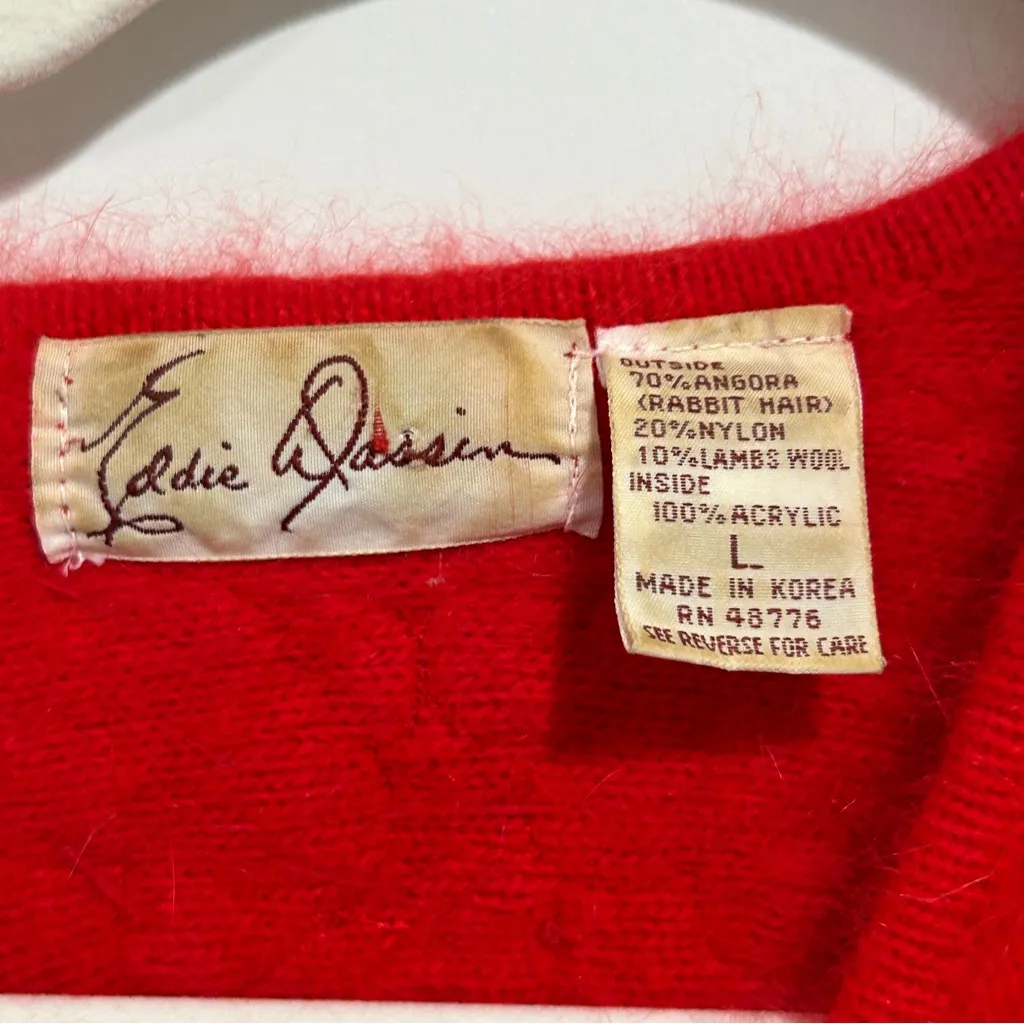 Eddie Dassin
OUTSIDE
70% ANGORA
(RABBIT HAIR)
20% NYLON
10% LAMBS WOOL
INSIDE
100% ACRYLIC
L
MADE IN KOREA
RN 48776
SEE REVERSE FOR CARE